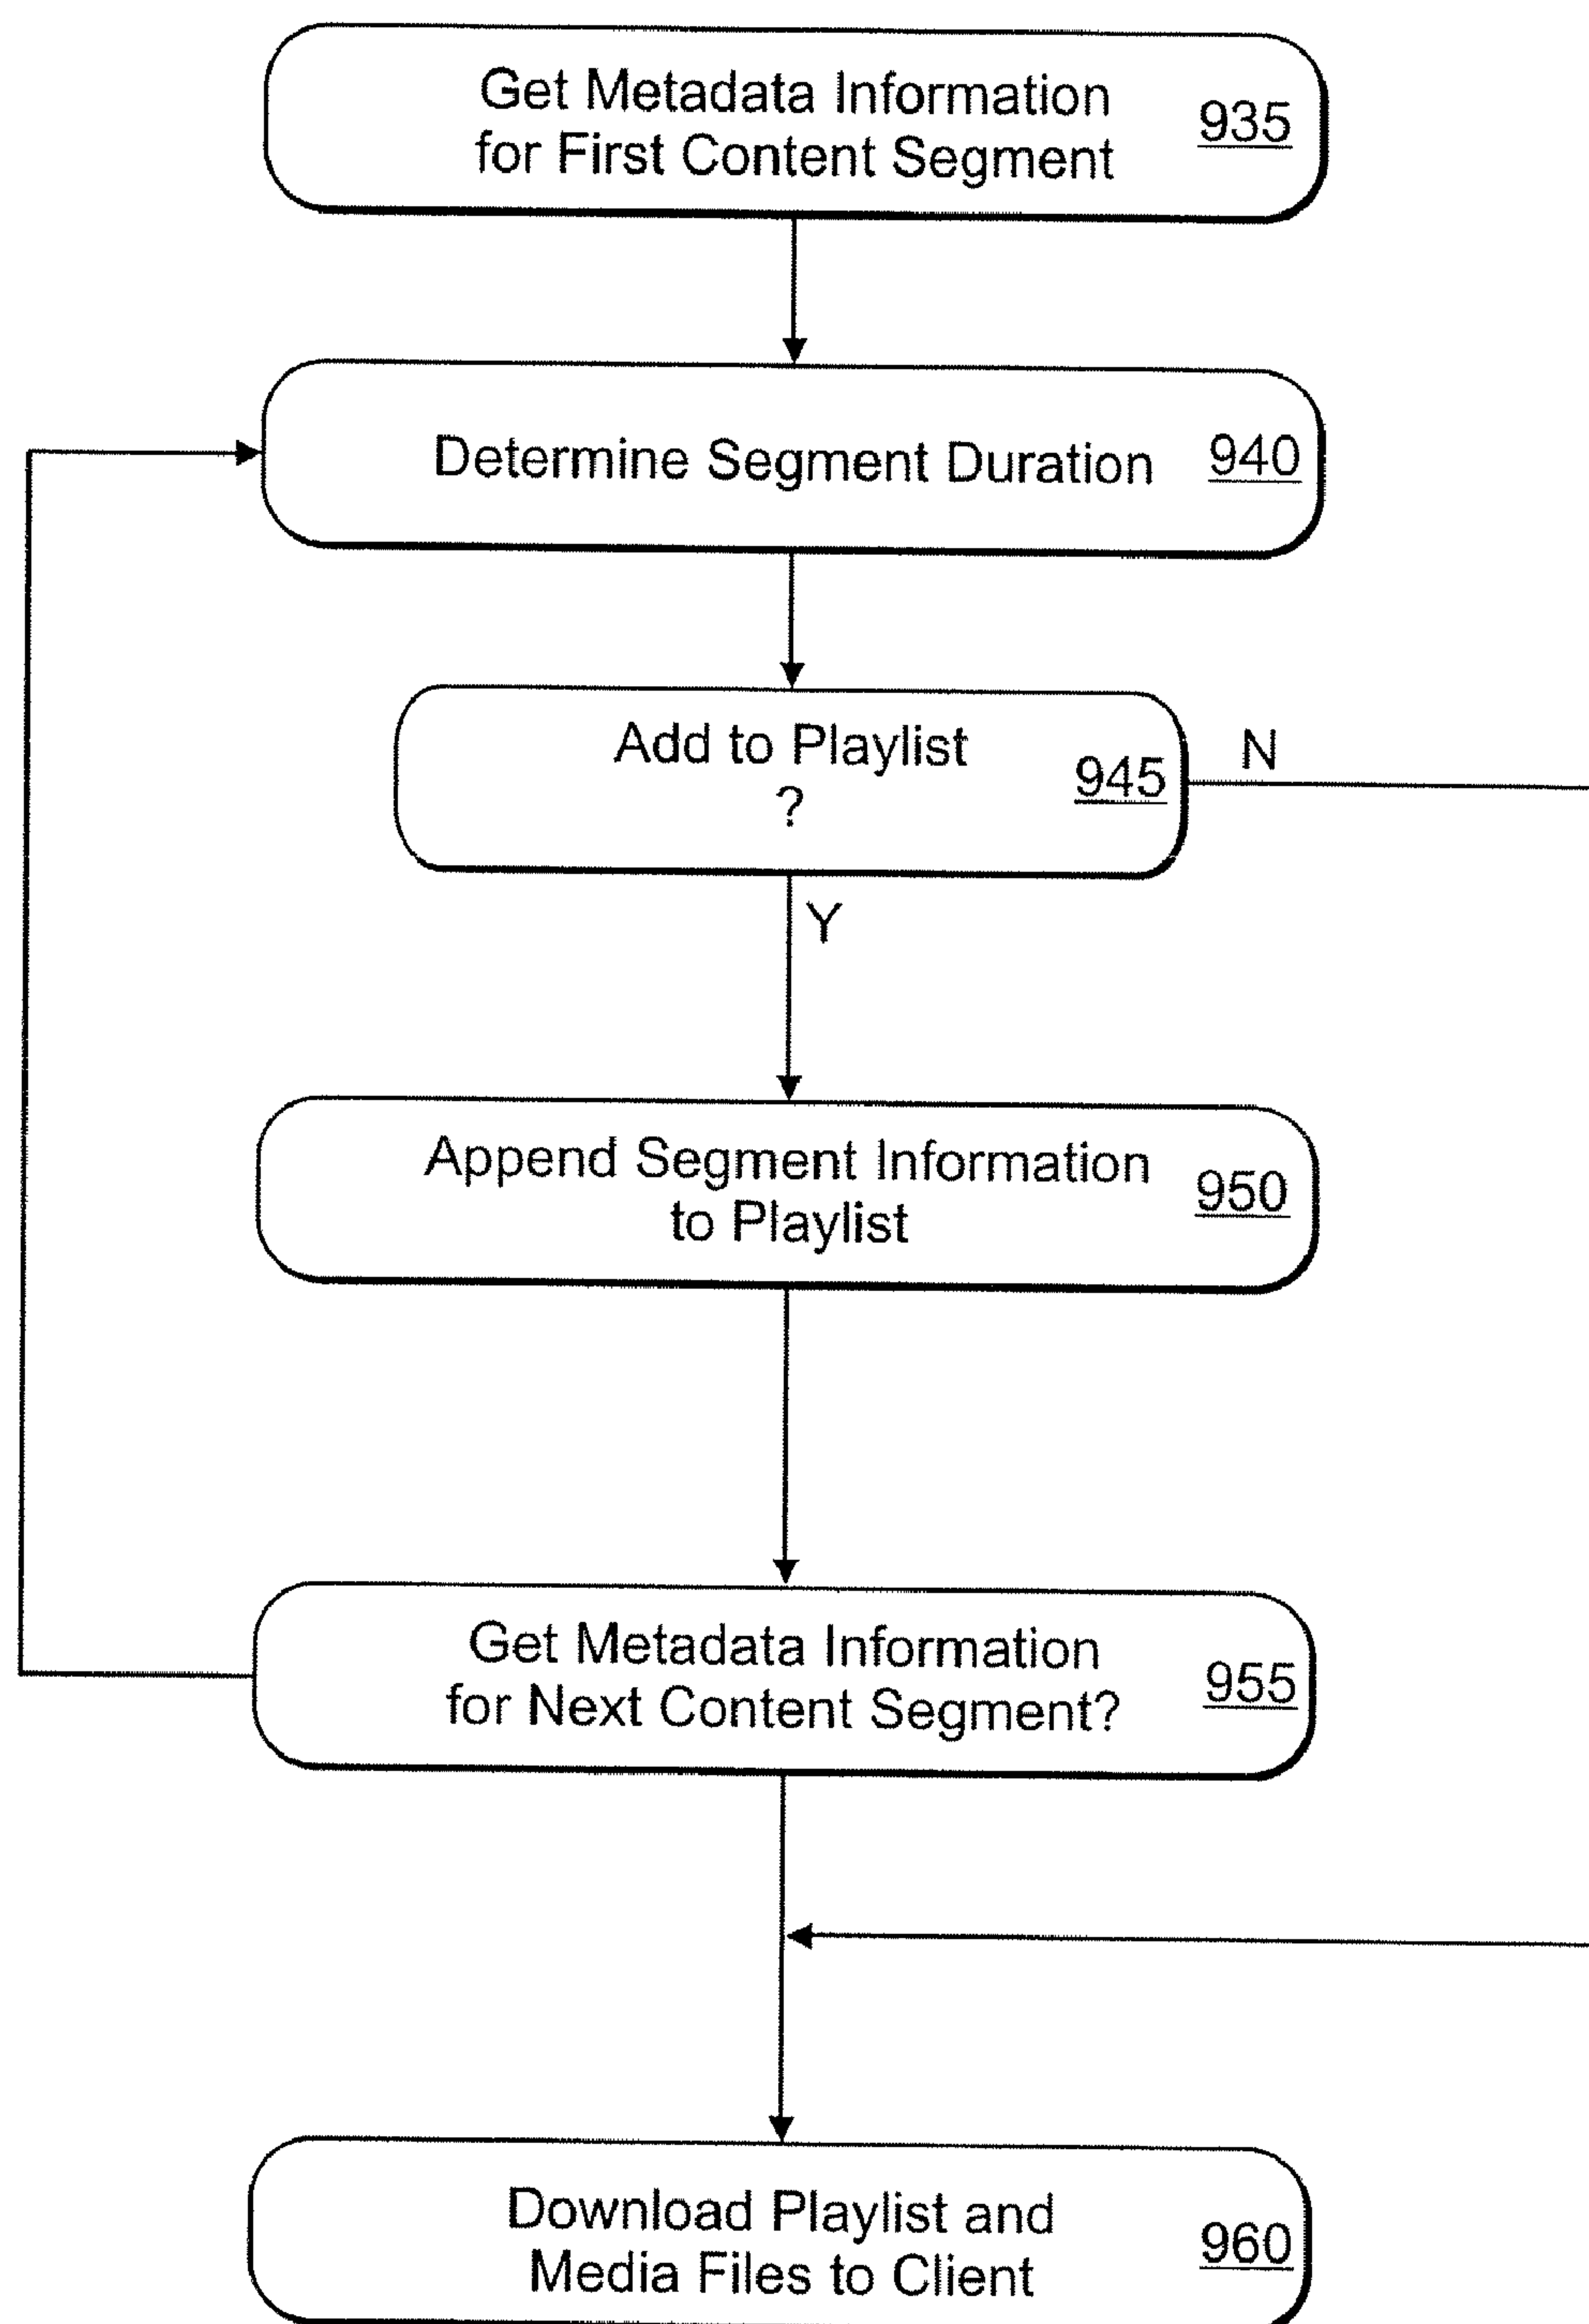 Get Metadata Information
for First Content Segment
935
Determine Segment Duration
940
Add to Playlist
?
945
N
Y
Append Segment Information
to Playlist
950
Get Metadata Information
for Next Content Segment?
955
Download Playlist and
Media Files to Client
960